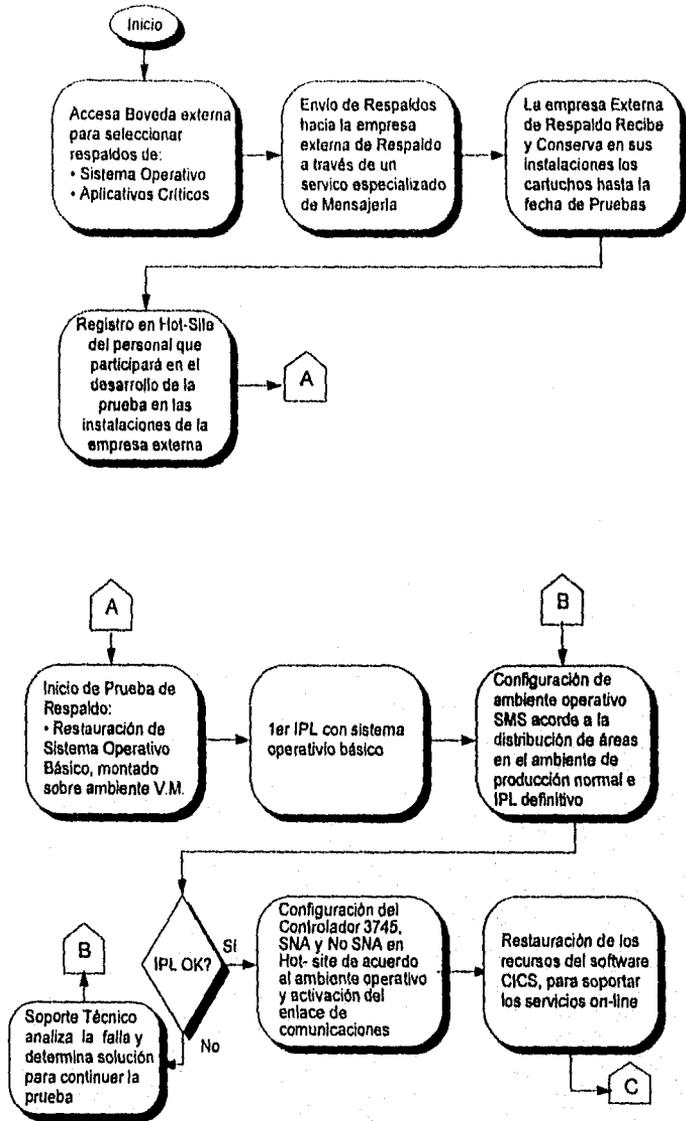 Inicio
Accesa Boveda externa
para seleccionar
respaldos de:
• Sistema Operativo
• Aplicativos Críticos
Envío de Respaldos
hacia la empresa
externa de Respaldo
a través de un
servico especializado
de Mensajería
La empresa Externa
de Respaldo Recibe
y Conserva en sus
instalaciones los
cartuchos hasta la
fecha de Pruebas
Registro en Hot-Site
del personal que
participará en el
desarrollo de la
prueba en las
instalaciones de la
empresa externa
A
A
B
Inicio de Prueba de
Respaldo:
• Restauración de
Sistema Operativo
Básico, montado
sobre ambiente V.M.
1er IPL con sistema
operativio básico
Configuración de
ambiente operativo
SMS acorde a la
distribución de áreas
en el ambiente de
producción normal e
IPL definitivo
IPL OK?
Sí
No
B
Soporte Técnico
analiza la falla y
determina solución
para continuer la
prueba
Configuración del
Controlador 3745,
SNA y No SNA en
Hot- site de acuerdo
al ambiente operativo
y activación del
enlace de
comunicaciones
Restauración de los
recursos del software
CICS, para soportar
los servicios on-line
C